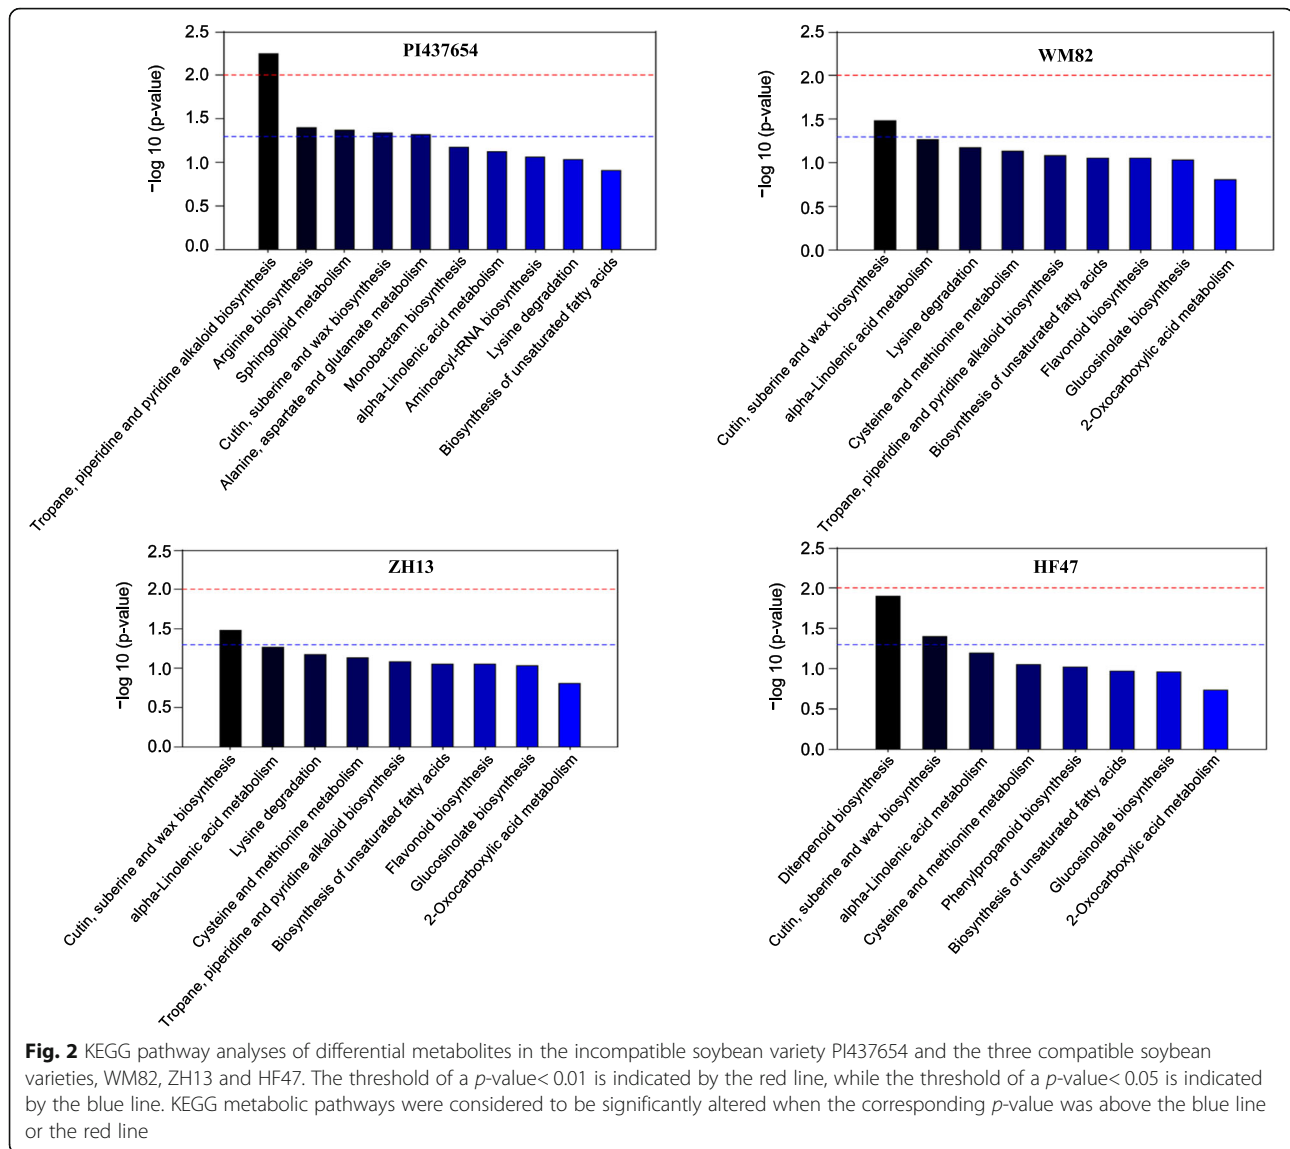 PI437654
−log 10 (p-value)
2.5
2.0
1.5
1.0
0.5
0.0
Tropane, piperidine and pyridine alkaloid biosynthesis
Arginine biosynthesis
Sphingolipid metabolism
Cutin, suberine and wax biosynthesis
Alanine, aspartate and glutamate metabolism
Monobactam biosynthesis
alpha-Linolenic acid metabolism
Aminoacyl-tRNA biosynthesis
Lysine degradation
Biosynthesis of unsaturated fatty acids
WM82
−log 10 (p-value)
2.5
2.0
1.5
1.0
0.5
0.0
Cutin, suberine and wax biosynthesis
alpha-Linolenic acid metabolism
Lysine degradation
Cysteine and methionine metabolism
Tropane, piperidine and pyridine alkaloid biosynthesis
Biosynthesis of unsaturated fatty acids
Flavonoid biosynthesis
Glucosinolate biosynthesis
2-Oxocarboxylic acid metabolism
ZH13
−log 10 (p-value)
2.5
2.0
1.5
1.0
0.5
0.0
Cutin, suberine and wax biosynthesis
alpha-Linolenic acid metabolism
Lysine degradation
Cysteine and methionine metabolism
Tropane, piperidine and pyridine alkaloid biosynthesis
Biosynthesis of unsaturated fatty acids
Flavonoid biosynthesis
Glucosinolate biosynthesis
2-Oxocarboxylic acid metabolism
HF47
−log 10 (p-value)
2.5
2.0
1.5
1.0
0.5
0.0
Diterpenoid biosynthesis
Cutin, suberine and wax biosynthesis
alpha-Linolenic acid metabolism
Cysteine and methionine metabolism
Phenylpropanoid biosynthesis
Biosynthesis of unsaturated fatty acids
Glucosinolate biosynthesis
2-Oxocarboxylic acid metabolism
Fig. 2 KEGG pathway analyses of differential metabolites in the incompatible soybean variety PI437654 and the three compatible soybean
varieties, WM82, ZH13 and HF47. The threshold of a p-value< 0.01 is indicated by the red line, while the threshold of a p-value< 0.05 is indicated
by the blue line. KEGG metabolic pathways were considered to be significantly altered when the corresponding p-value was above the blue line
or the red line